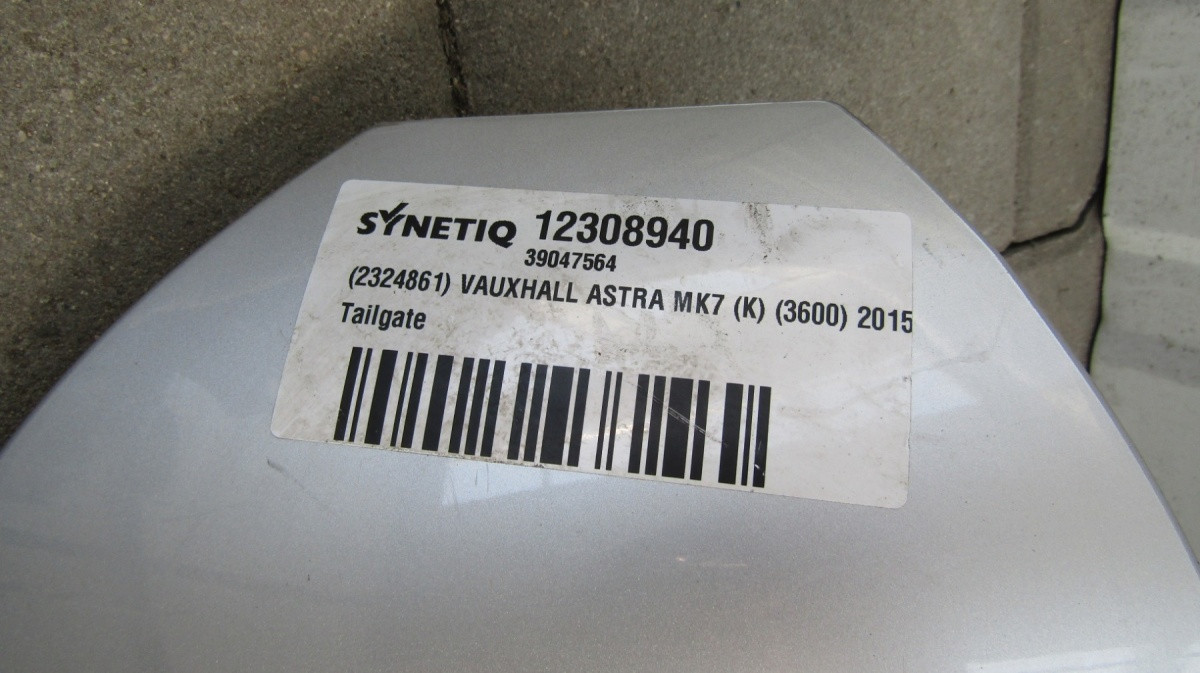 SYNETIQ 12308940
39047564
(2324861) VAUXHALL ASTRA MK7 (K) (3600) 2015
Tailgate